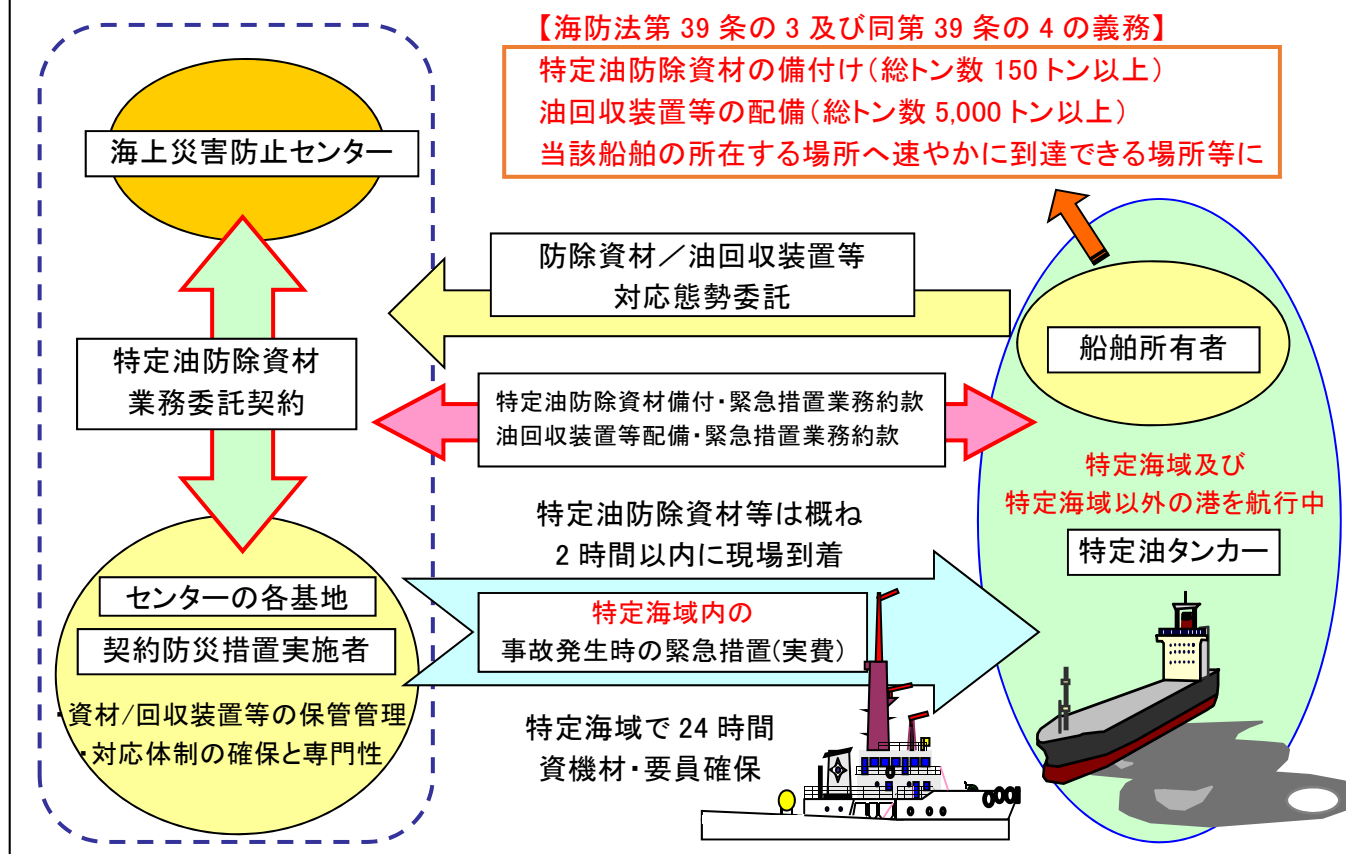 【海防法第 39 条の 3 及び同第 39 条の 4 の義務】
特定油防除資材の備付け(総トン数 150 トン以上)
油回収装置等の配備(総トン数 5,000 トン以上)
当該船舶の所在する場所へ速やかに到達できる場所等に
海上災害防止センター
防除資材／油回収装置等
対応態勢委託
船舶所有者
特定油防除資材
業務委託契約
特定油防除資材備付・緊急措置業務約款
油回収装置等配備・緊急措置業務約款
特定海域及び
特定海域以外の港を航行中
特定油タンカー
特定油防除資材等は概ね
2 時間以内に現場到着
センターの各基地
契約防災措置実施者
・資材/回収装置等の保管管理
・対応体制の確保と専門性
特定海域内の
事故発生時の緊急措置(実費)
特定海域で 24 時間
資機材・要員確保